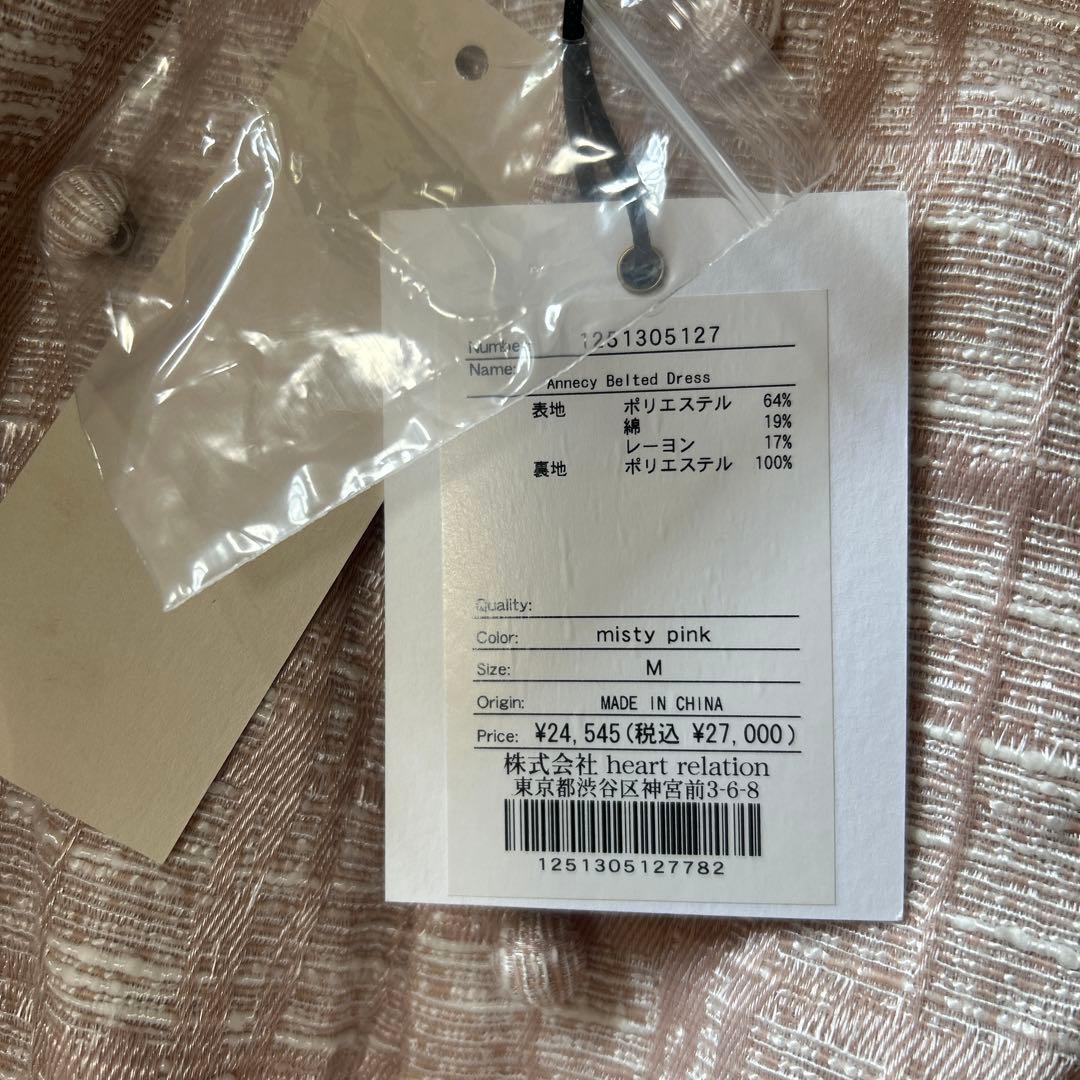 Number: 1251305127
Name: Annecy Belted Dress
表地 ポリエステル 64%
綿 19%
レーヨン 17%
裏地 ポリエステル 100%
Quality:
Color: misty pink
Size: M
Origin: MADE IN CHINA
Price: ¥24,545(税込 ¥27,000)
株式会社 heart relation
東京都渋谷区神宮前3-6-8
1251305127782